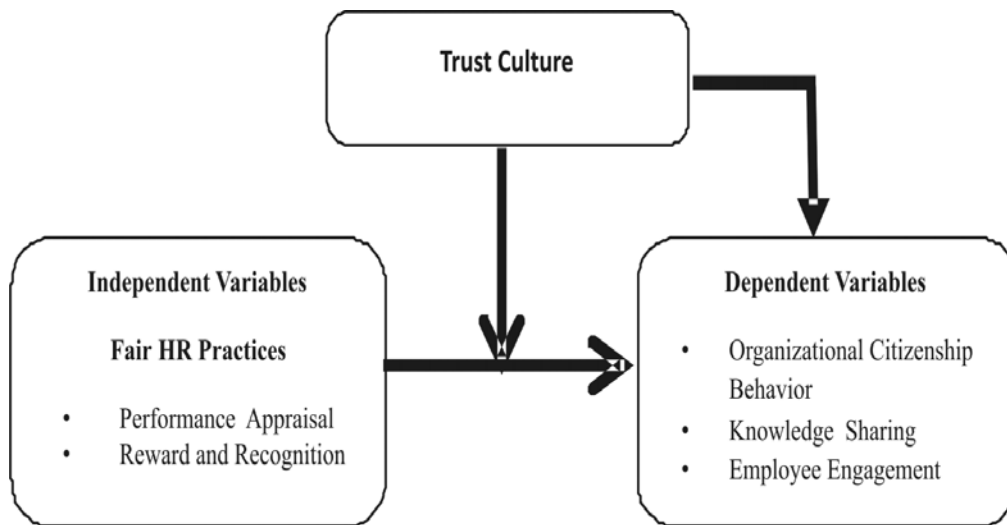 Trust Culture
Independent Variables
Fair HR Practices
• Performance Appraisal
• Reward and Recognition
Dependent Variables
• Organizational Citizenship
Behavior
• Knowledge Sharing
• Employee Engagement